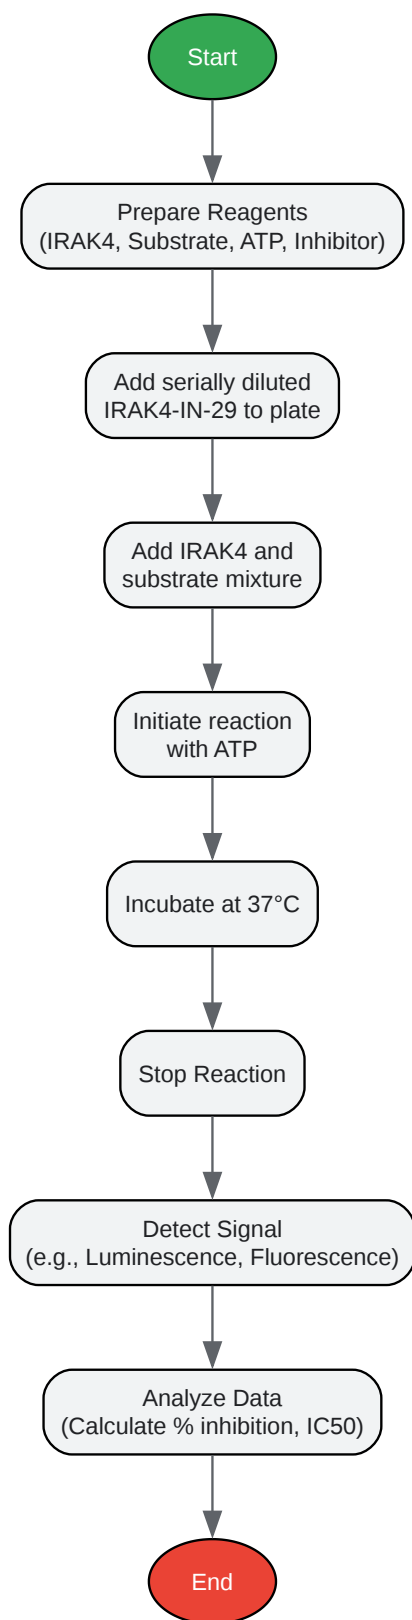 Start
Prepare Reagents
(IRAK4, Substrate, ATP, Inhibitor)
Add serially diluted
IRAK4-IN-29 to plate
Add IRAK4 and
substrate mixture
Initiate reaction
with ATP
Incubate at 37°C
Stop Reaction
Detect Signal
(e.g., Luminescence, Fluorescence)
Analyze Data
(Calculate % inhibition, IC50)
End